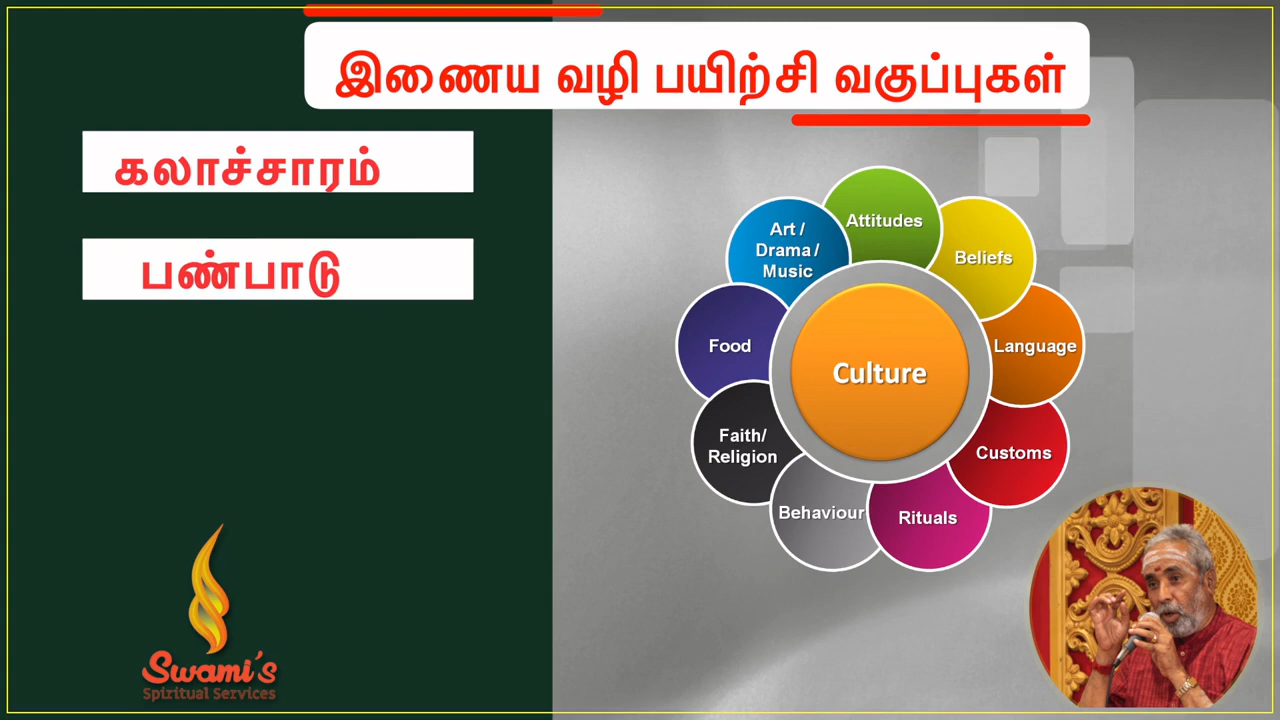 இணைய வழி பயிற்சி வகுப்புகள்
கலாச்சாரம்
பண்பாடு
Attitudes
Beliefs
Language
Customs
Rituals
Behaviour
Faith/
Religion
Food
Art /
Drama /
Music
Culture
Swami's
Spiritual Services